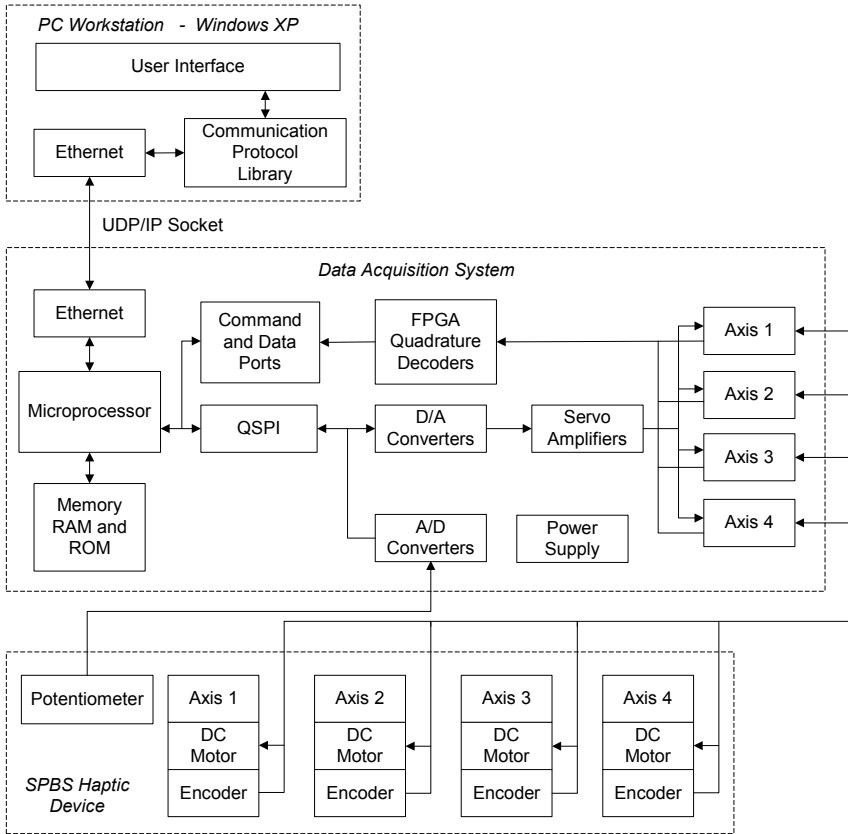 PC Workstation - Windows XP
User Interface
Communication
Protocol
Library
Ethernet
UDP/IP Socket
Data Acquisition System
Ethernet
Command
and Data
Ports
FPGA
Quadrature
Decoders
Axis 1
Microprocessor
Axis 2
QSPI
D/A
Converters
Servo
Amplifiers
Axis 3
Memory
RAM and
ROM
A/D
Converters
Power
Supply
Axis 4
Potentiometer
Axis 1
DC
Motor
Encoder
Axis 2
DC
Motor
Encoder
Axis 3
DC
Motor
Encoder
Axis 4
DC
Motor
Encoder
SPBS Haptic
Device